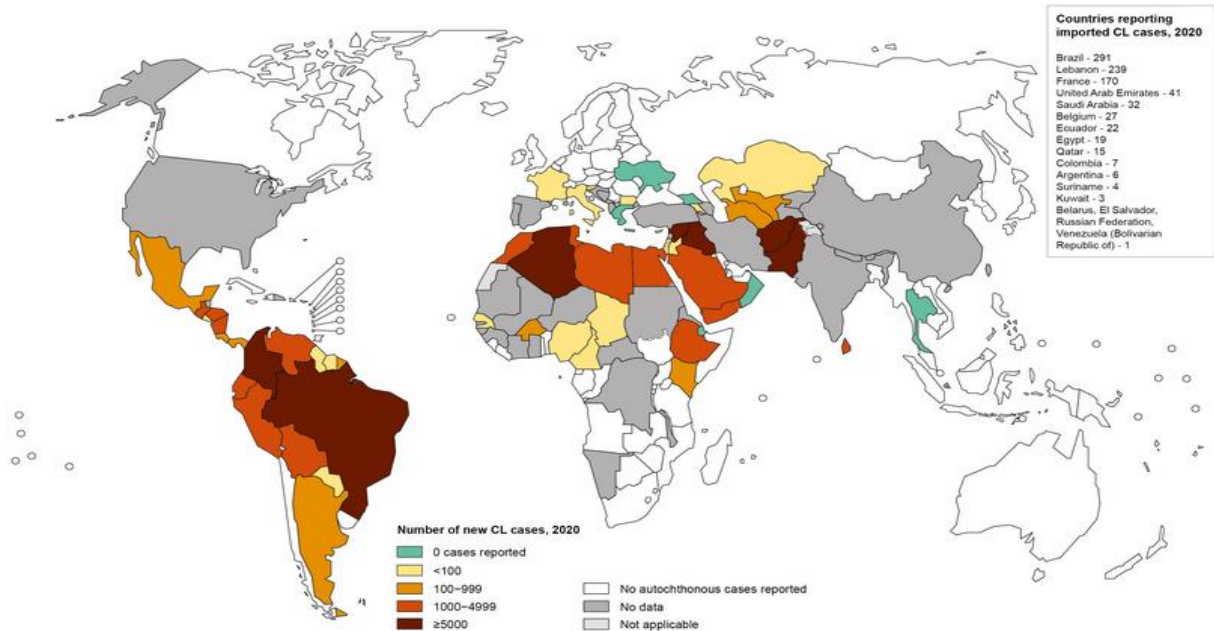 Countries reporting
imported CL cases, 2020
Brazil - 291
Lebanon - 239
France - 170
United Arab Emirates - 41
Saudi Arabia - 32
Belgium - 27
Ecuador - 22
Egypt - 19
Qatar - 15
Colombia - 7
Argentina - 6
Suriname - 4
Kuwait - 3
Belarus, El Salvador,
Russian Federation,
Venezuela (Bolivarian
Republic of) - 1
Number of new CL cases, 2020
0 cases reported
<100
100–999
1000–4999
≥5000
No autochthonous cases reported
No data
Not applicable